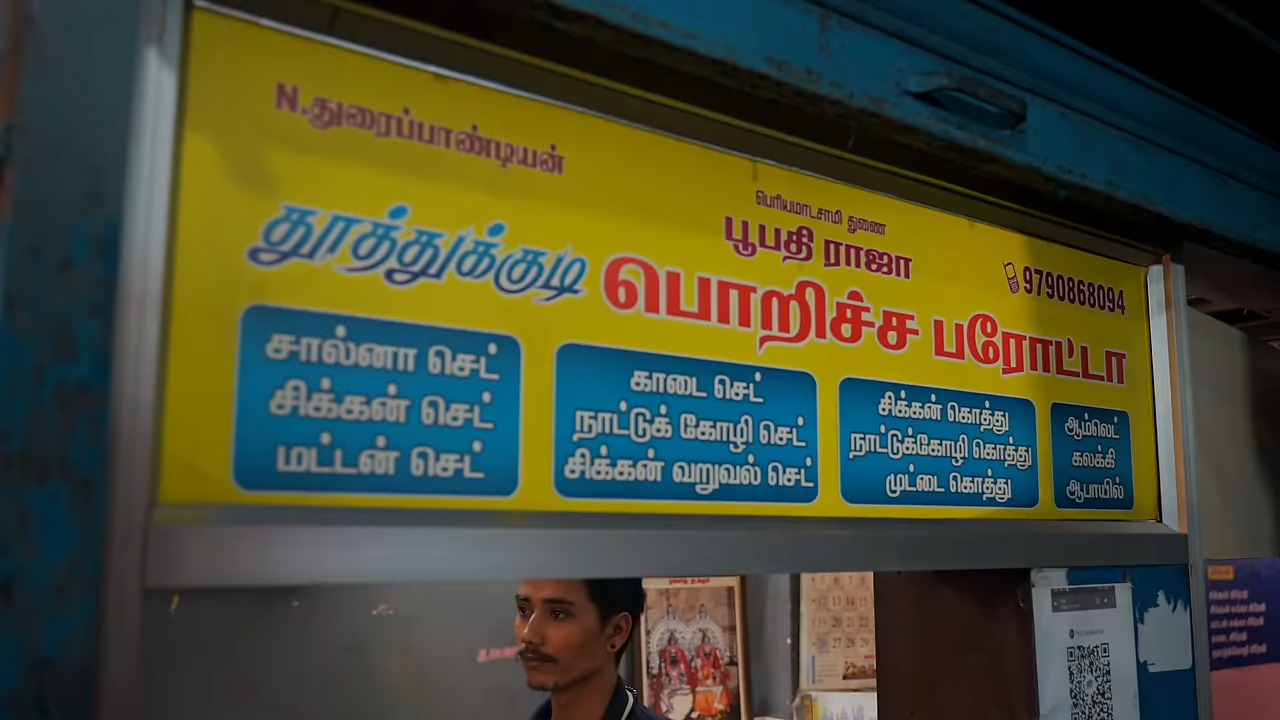 N.துரைப்பாண்டியன்
பெரியமாடசாமி துணை
பூபதி ராஜா
9790868094
தூத்துக்குடி பொறிச்ச பரோட்டா
சால்னா செட்
சிக்கன் செட்
மட்டன் செட்
காடை செட்
நாட்டுக் கோழி செட்
சிக்கன் வறுவல் செட்
சிக்கன் கொத்து
நாட்டுக்கோழி கொத்து
முட்டை கொத்து
ஆம்லெட்
கலக்கி
ஆபாயில்